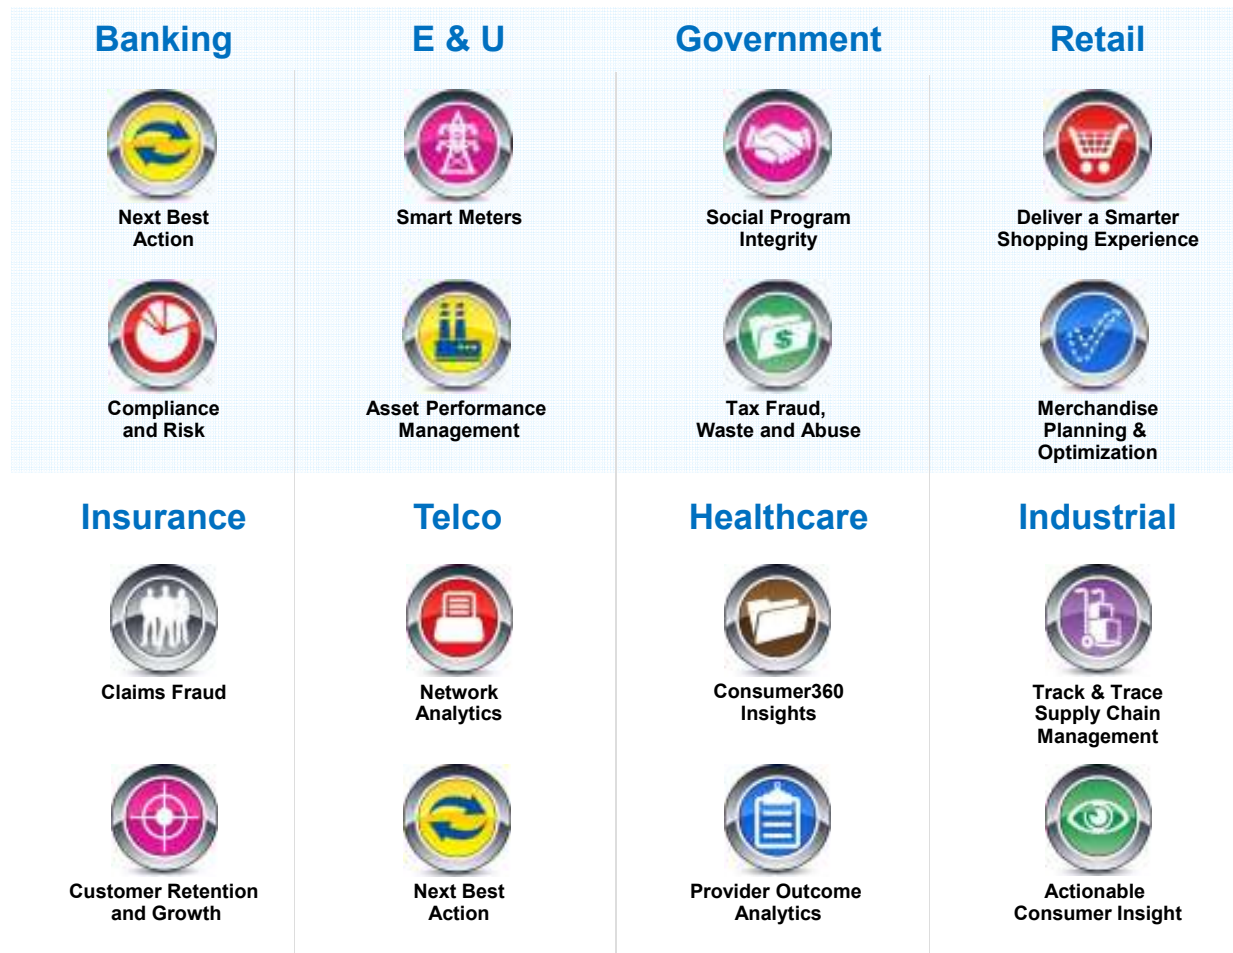 Banking
E & U
Government
Retail
Next Best
Action
Smart Meters
Social Program
Integrity
Deliver a Smarter
Shopping Experience
Compliance
and Risk
Asset Performance
Management
$
Tax Fraud,
Waste and Abuse
Merchandise
Planning &
Optimization
Insurance
Telco
Healthcare
Industrial
Claims Fraud
Network
Analytics
Consumer360
Insights
Track & Trace
Supply Chain
Management
Customer Retention
and Growth
Next Best
Action
Provider Outcome
Analytics
Actionable
Consumer Insight